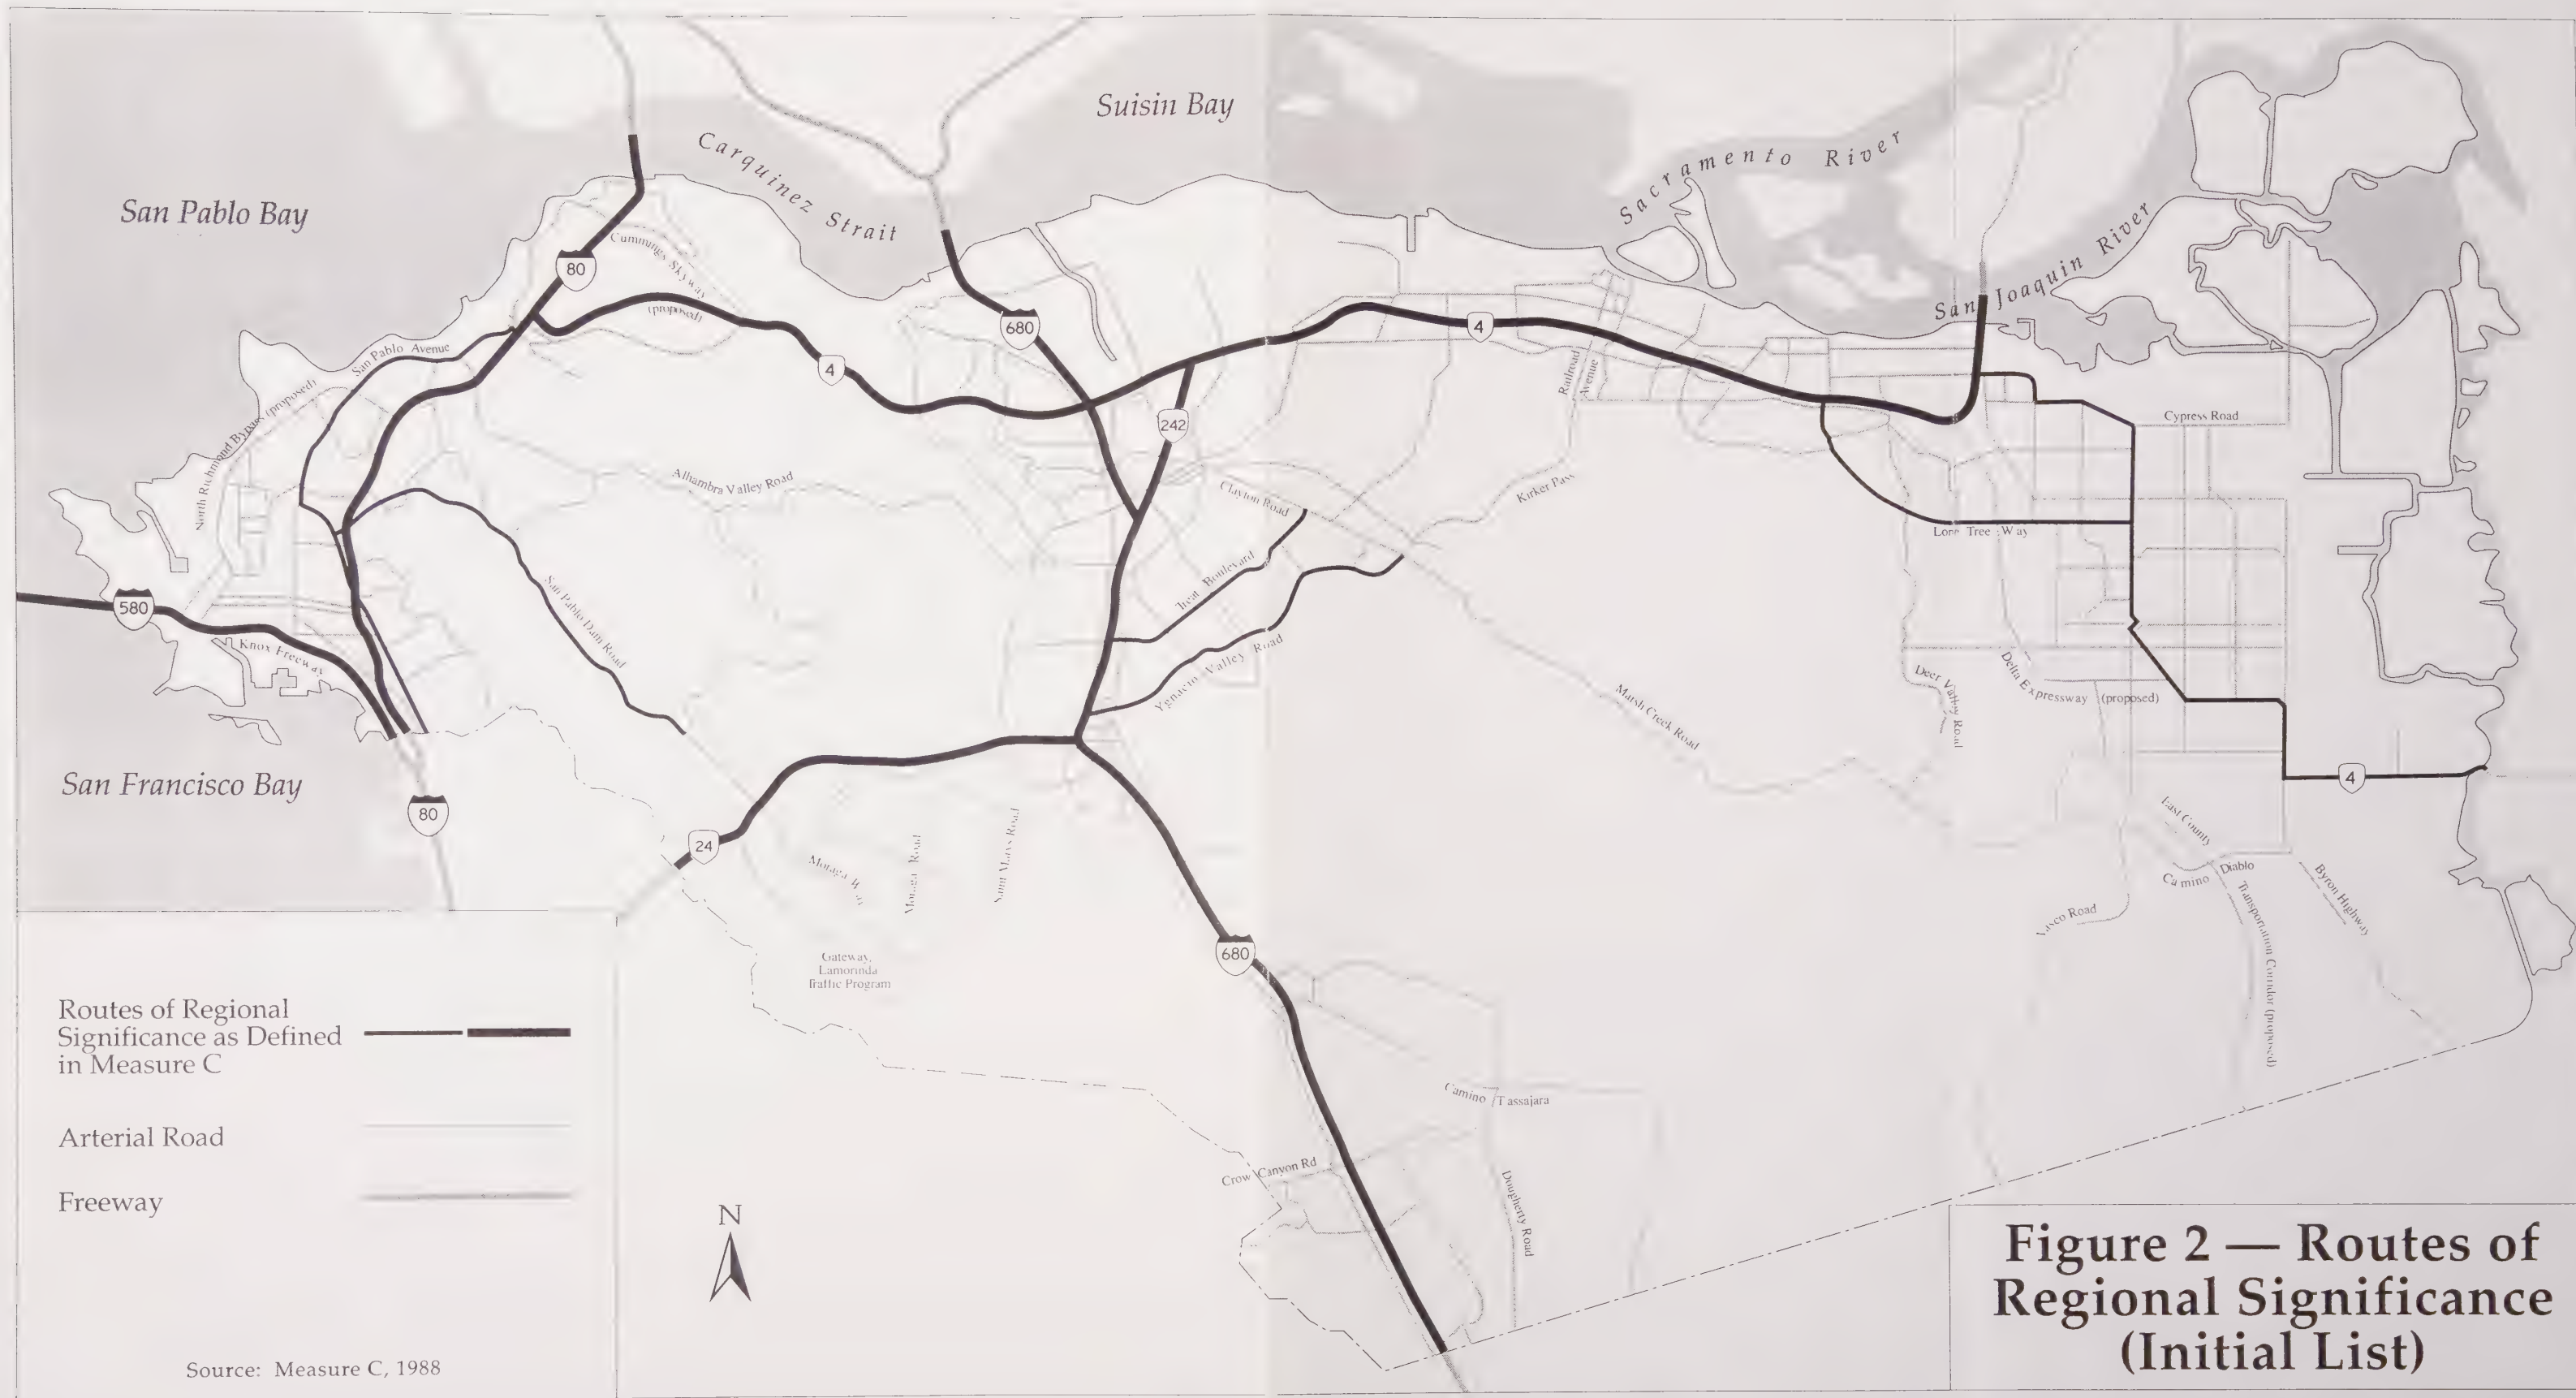 Suisin Bay
Carquinez Strait
Sacramento River
San Pablo Bay
San Joaquin River
Cummings Skyway
(proposed)
80
680
4
4
242
San Pablo Avenue
North Richmond Bypass (proposed)
Railroad
Avenue
Cypress Road
Alhambra Valley Road
Clayton Road
Kirker Pass
Lone Tree Way
Treat Boulevard
San Pablo Dam Road
580
Knox Freeway
Ygnacio Valley Road
Marsh Creek Road
Deer Valley Road
Delta Expressway (proposed)
San Francisco Bay
80
24
4
Moraga Way
Moraga Road
Saint Marys Road
East County
Transportation Corridor (proposed)
Camino Diablo
Byron Highway
Vasco Road
680
Gateway,
Lamorinda
Traffic Program
Camino Tassajara
Crow Canyon Rd
Dougherty Road
Routes of Regional
Significance as Defined
in Measure C
Arterial Road
Freeway
N
Source: Measure C, 1988
Figure 2 — Routes of
Regional Significance
(Initial List)